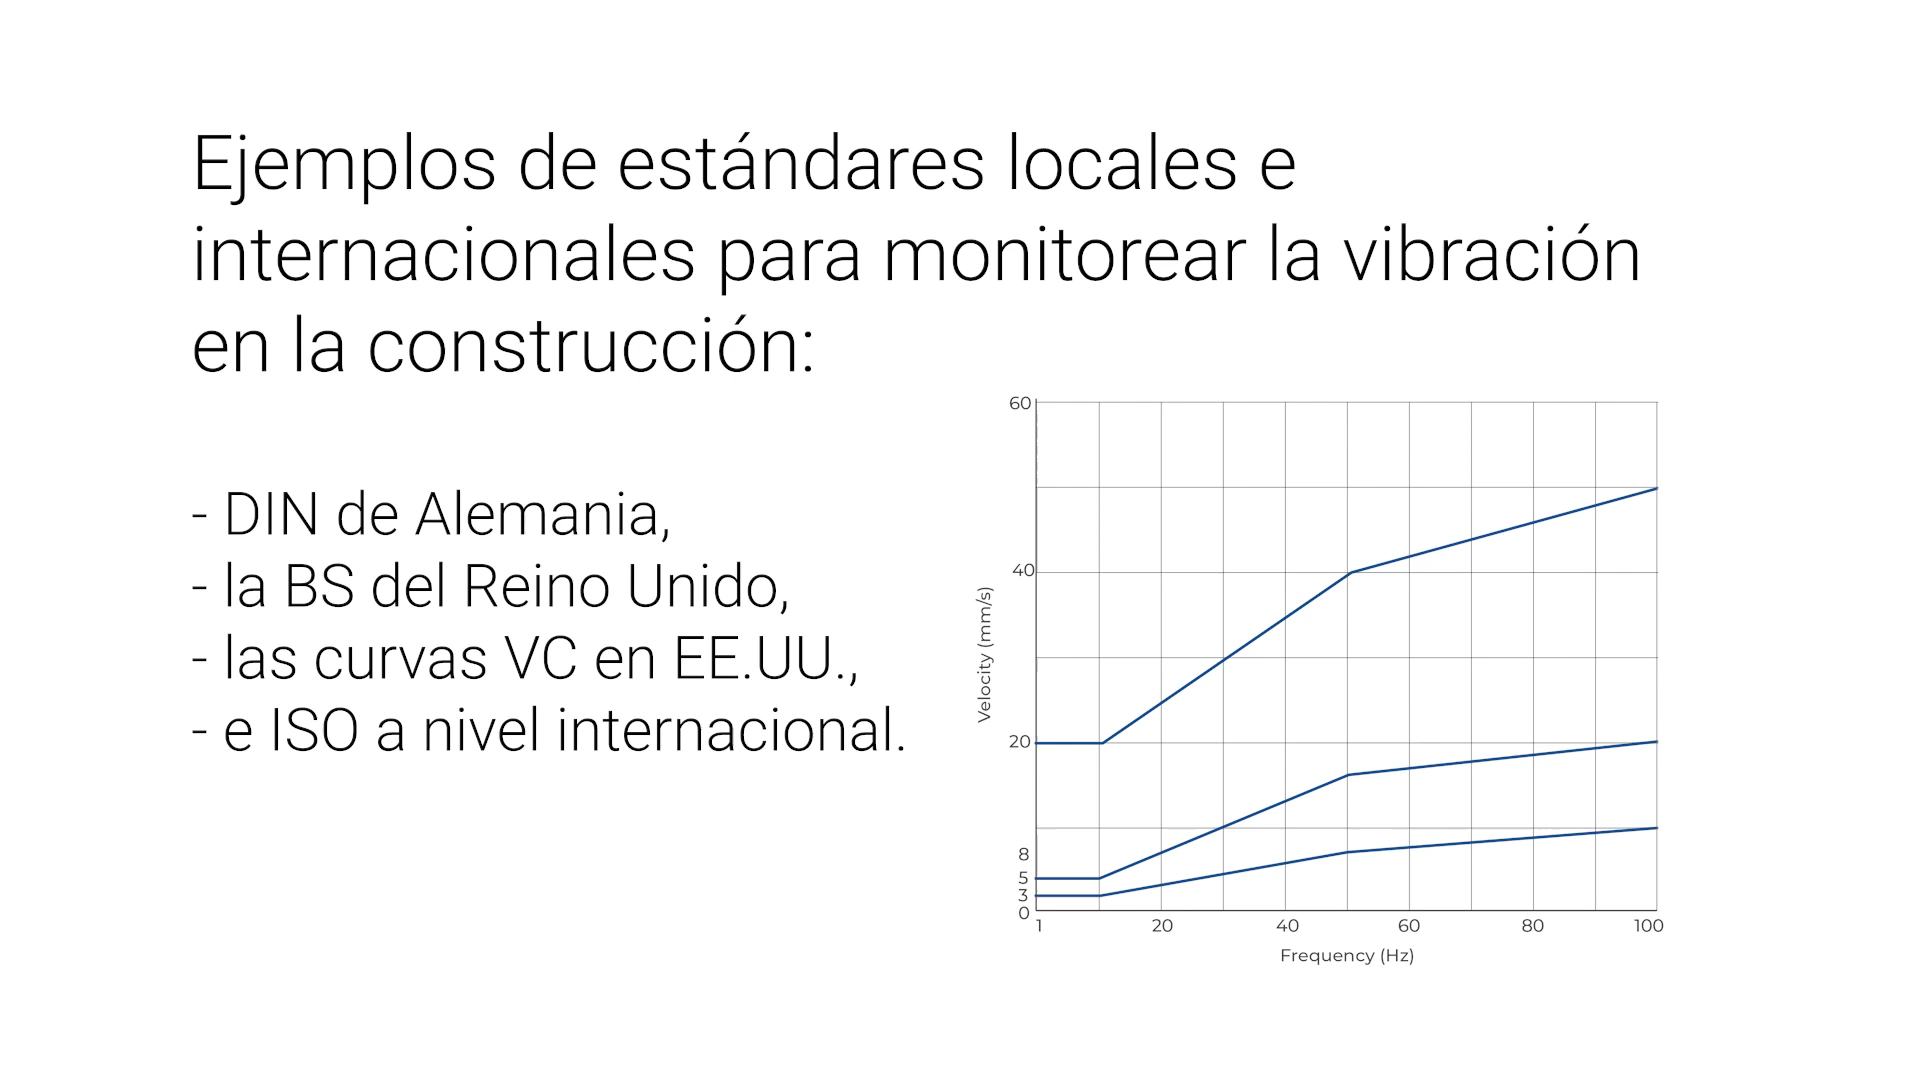 Ejemplos de estándares locales e
internacionales para monitorear la vibración
en la construcción:
- DIN de Alemania,
- la BS del Reino Unido,
- las curvas VC en EE.UU.,
- e ISO a nivel internacional.
60
40
20
8
5
3
0
Velocity (mm/s)
1 20 40 60 80 100
Frequency (Hz)